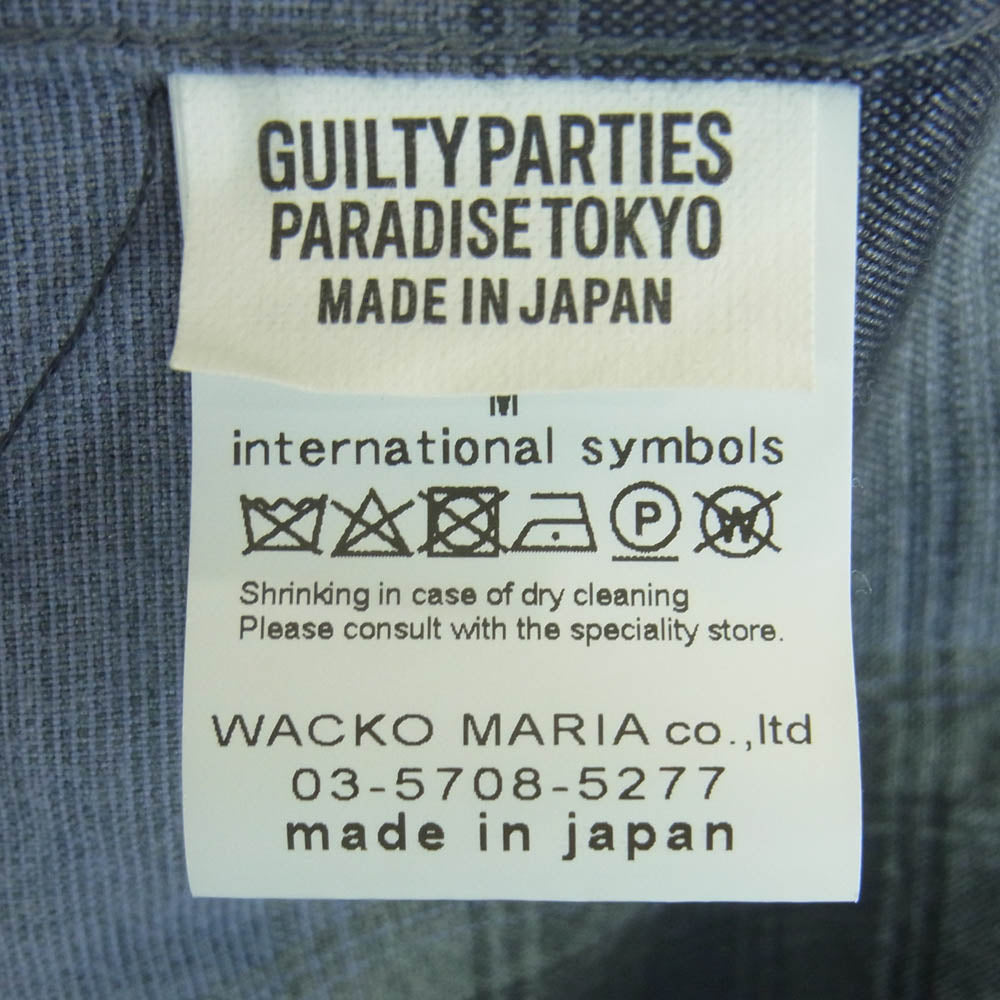 GUILTY PARTIES
PARADISE TOKYO
MADE IN JAPAN
M
international symbols
P W
Shrinking in case of dry cleaning
Please consult with the speciality store.
WACKO MARIA co.,ltd
03-5708-5277
made in japan